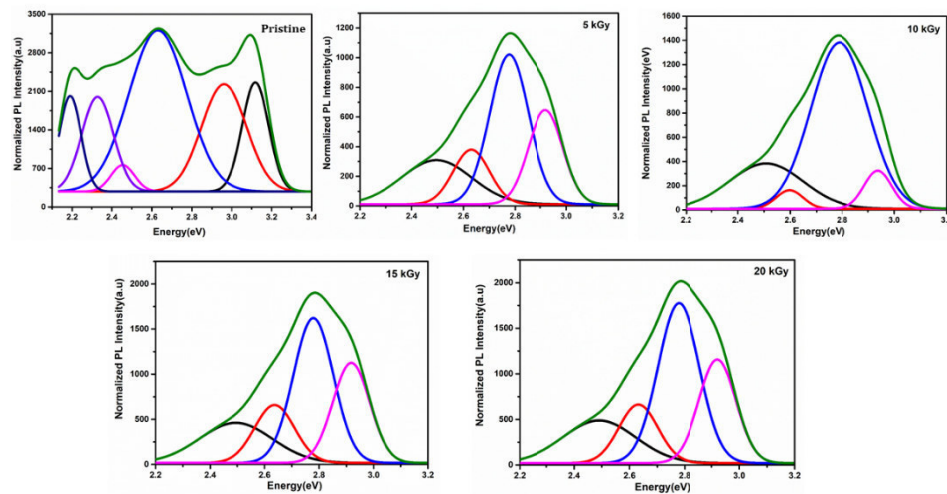 Pristine
Normalized PL Intensity(a.u)
3500
2800
2100
1400
700
0
2.2 2.4 2.6 2.8 3.0 3.2 3.4
Energy(eV)
5 kGy
Normalized PL Intensity(a.u)
1200
1000
800
600
400
200
0
2.2 2.4 2.6 2.8 3.0 3.2
Energy(eV)
10 kGy
Normalized PL Intensity(eV)
1600
1400
1200
1000
800
600
400
200
0
2.2 2.4 2.6 2.8 3.0 3.2
Energy(eV)
15 kGy
Normalized PL Intensity(a.u)
2000
1500
1000
500
0
2.2 2.4 2.6 2.8 3.0 3.2
Energy(eV)
20 kGy
Normalized PL Intensity(a.u)
2000
1500
1000
500
0
2.2 2.4 2.6 2.8 3.0 3.2
Energy(eV)